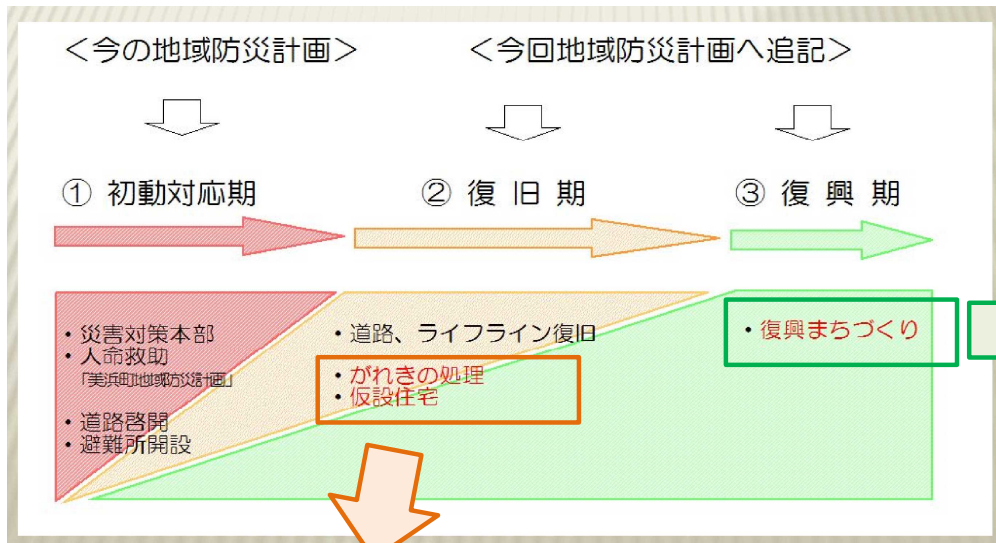 ＜今の地域防災計画＞
＜今回地域防災計画へ追記＞
① 初動対応期
② 復 旧 期
③ 復 興 期
・災害対策本部
・人命救助
「美浜町地域防災計画」
・道路啓開
・避難所開設
・道路、ライフライン復旧
・がれきの処理
・仮設住宅
・復興まちづくり